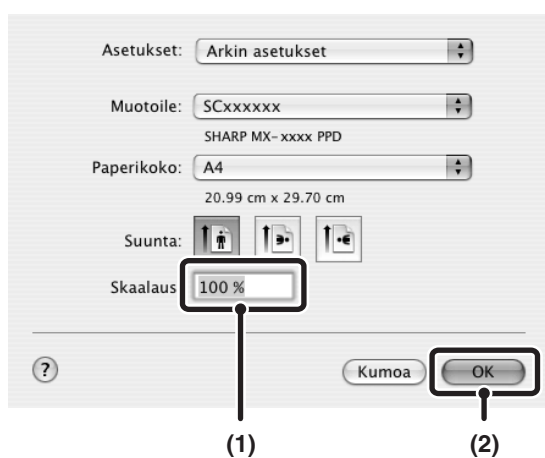 Asetukset: Arkin asetukset
Muotoile: SCxxxxxx
SHARP MX-xxxx PPD
Paperikoko: A4
20.99 cm x 29.70 cm
Suunta:
Skaalaus 100 %
? Kumoa OK
(1) (2)